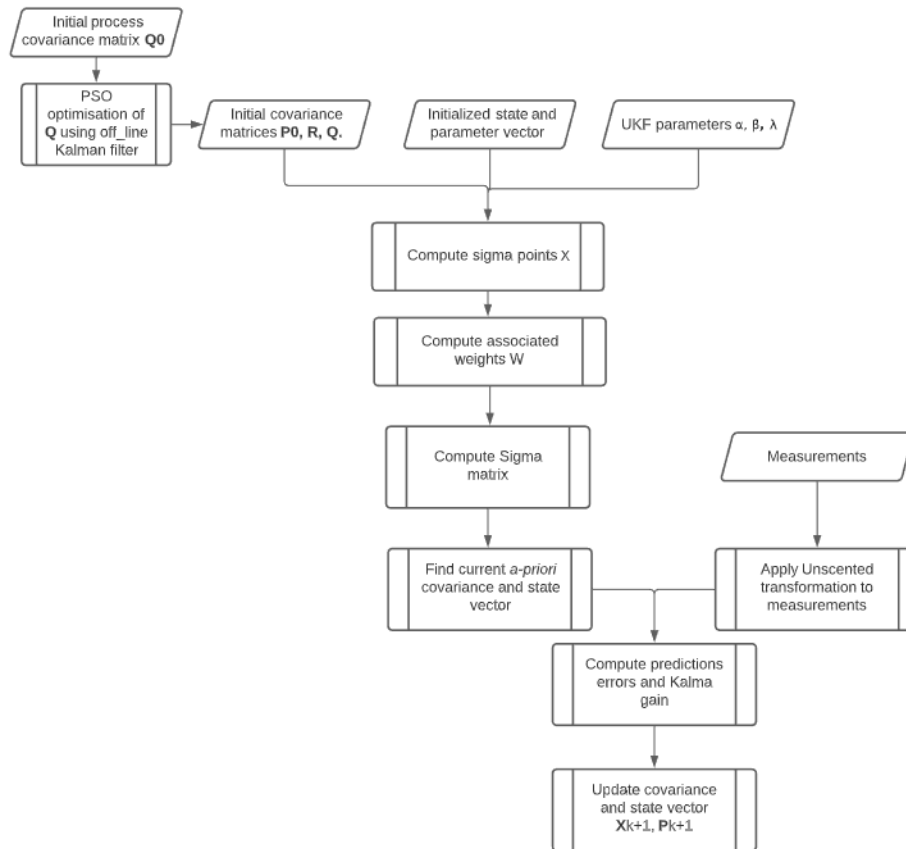 Initial process
covariance matrix Q0
PSO
optimisation of
Q using off_line
Kalman filter
Initial covariance
matrices P0, R, Q.
Initialized state and
parameter vector
UKF parameters α, β, λ
Compute sigma points X
Compute associated
weights W
Compute Sigma
matrix
Measurements
Find current a-priori
covariance and state
vector
Apply Unscented
transformation to
measurements
Compute predictions
errors and Kalma
gain
Update covariance
and state vector
Xk+1, Pk+1